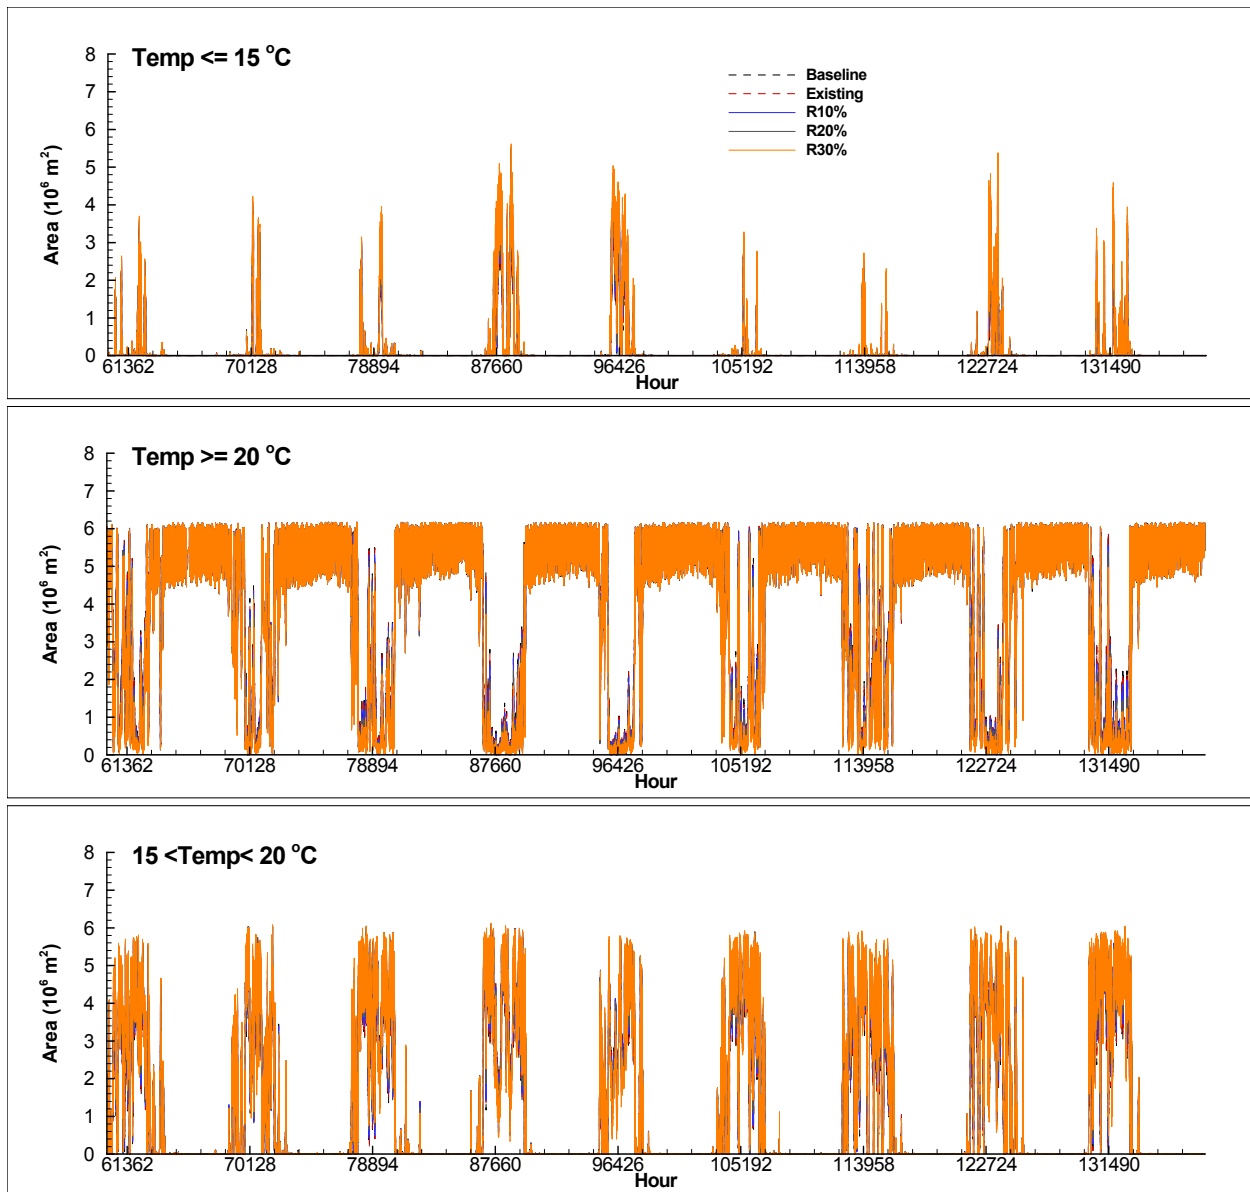 Temp <= 15 °C
Baseline
Existing
R10%
R20%
R30%
8
7
6
5
4
3
2
1
0
Area (10⁶ m²)
61362 70128 78894 87660 96426 105192 113958 122724 131490
Hour
Temp >= 20 °C
8
7
6
5
4
3
2
1
0
Area (10⁶ m²)
61362 70128 78894 87660 96426 105192 113958 122724 131490
Hour
15 <Temp< 20 °C
8
7
6
5
4
3
2
1
0
Area (10⁶ m²)
61362 70128 78894 87660 96426 105192 113958 122724 131490
Hour